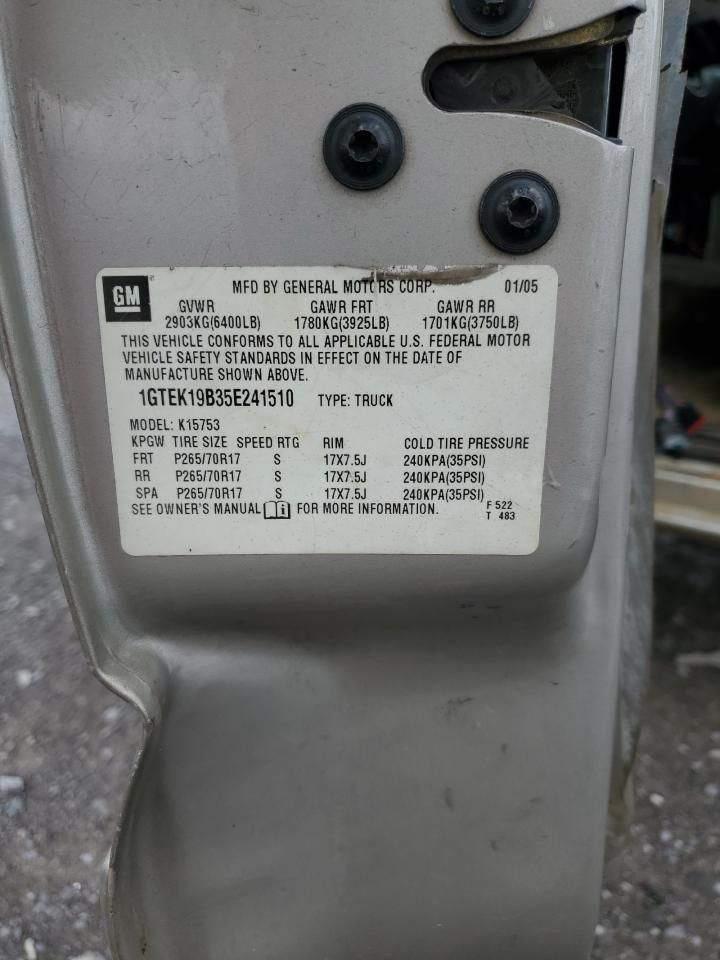 GM
MFD BY GENERAL MOTORS CORP. 01/05
GVWR GAWR FRT GAWR RR
2903KG(6400LB) 1780KG(3925LB) 1701KG(3750LB)
THIS VEHICLE CONFORMS TO ALL APPLICABLE U.S. FEDERAL MOTOR
VEHICLE SAFETY STANDARDS IN EFFECT ON THE DATE OF
MANUFACTURE SHOWN ABOVE.
1GTEK19B35E241510 TYPE: TRUCK
MODEL: K15753
KPGW TIRE SIZE SPEED RTG RIM COLD TIRE PRESSURE
FRT P265/70R17 S 17X7.5J 240KPA(35PSI)
RR P265/70R17 S 17X7.5J 240KPA(35PSI)
SPA P265/70R17 S 17X7.5J 240KPA(35PSI)
SEE OWNER'S MANUAL i FOR MORE INFORMATION. F 522
T 483